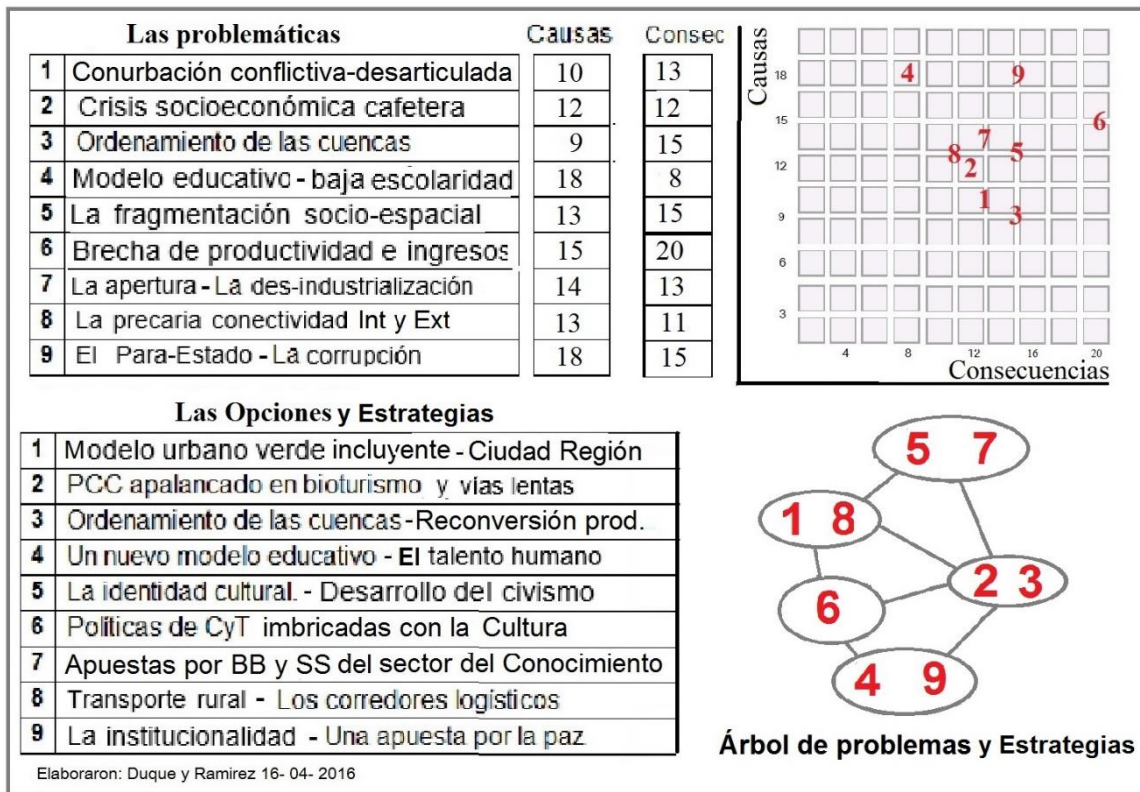 Las problemáticas Causas Consec
1 Conurbación conflictiva-desarticulada 10 13
2 Crisis socioeconómica cafetera 12 12
3 Ordenamiento de las cuencas 9 15
4 Modelo educativo - baja escolaridad 18 8
5 La fragmentación socio-espacial 13 15
6 Brecha de productividad e ingresos 15 20
7 La apertura - La des-industrialización 14 13
8 La precaria conectividad Int y Ext 13 11
9 El Para-Estado - La corrupción 18 15
Causas
18
15
12
9
6
3
4 9
6
7
8 5
2
1
3
4 8 12 16 20
Consecuencias
Las Opciones y Estrategias
1 Modelo urbano verde incluyente - Ciudad Región
2 PCC apalancado en bioturismo y vías lentas
3 Ordenamiento de las cuencas-Reconversión prod.
4 Un nuevo modelo educativo - El talento humano
5 La identidad cultural. - Desarrollo del civismo
6 Políticas de CyT imbricadas con la Cultura
7 Apuestas por BB y SS del sector del Conocimiento
8 Transporte rural - Los corredores logísticos
9 La institucionalidad - Una apuesta por la paz
5 7
1 8
2 3
6
4 9
Árbol de problemas y Estrategias
Elaboraron: Duque y Ramirez 16- 04- 2016